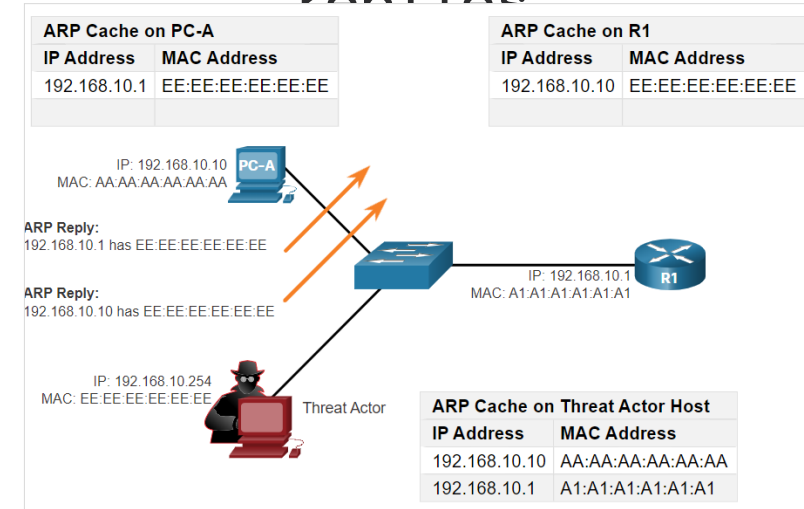 ARP Cache on PC-A
IP Address MAC Address
192.168.10.1 EE:EE:EE:EE:EE:EE
ARP Cache on R1
IP Address MAC Address
192.168.10.10 EE:EE:EE:EE:EE:EE
IP: 192.168.10.10
MAC: AA:AA:AA:AA:AA:AA
PC-A
ARP Reply:
192.168.10.1 has EE:EE:EE:EE:EE:EE
ARP Reply:
192.168.10.10 has EE:EE:EE:EE:EE:EE
IP: 192.168.10.1
MAC: A1:A1:A1:A1:A1:A1
R1
IP: 192.168.10.254
MAC: EE:EE:EE:EE:EE:EE
Threat Actor
ARP Cache on Threat Actor Host
IP Address MAC Address
192.168.10.10 AA:AA:AA:AA:AA:AA
192.168.10.1 A1:A1:A1:A1:A1:A1